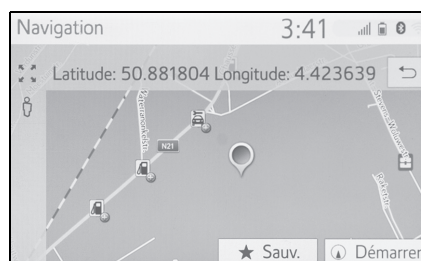 Navigation 3:41
Latitude: 50.881804 Longitude: 4.423639
N21
Sauv. Démarrer